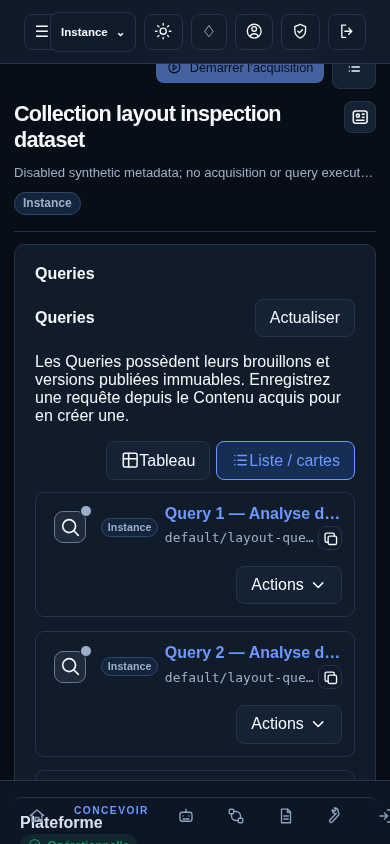 Instance
Démarrer l'acquisition
Collection layout inspection
dataset
Disabled synthetic metadata; no acquisition or query execut…
Instance
Queries
Queries
Actualiser
Les Queries possèdent leurs brouillons et
versions publiées immuables. Enregistrez
une requête depuis le Contenu acquis pour
en créer une.
Tableau
Liste / cartes
Query 1 — Analyse d…
Instance
default/layout-que…
Actions
Query 2 — Analyse d…
Instance
default/layout-que…
Actions
CONCEVOIR
Plateforme
Opérationnelle